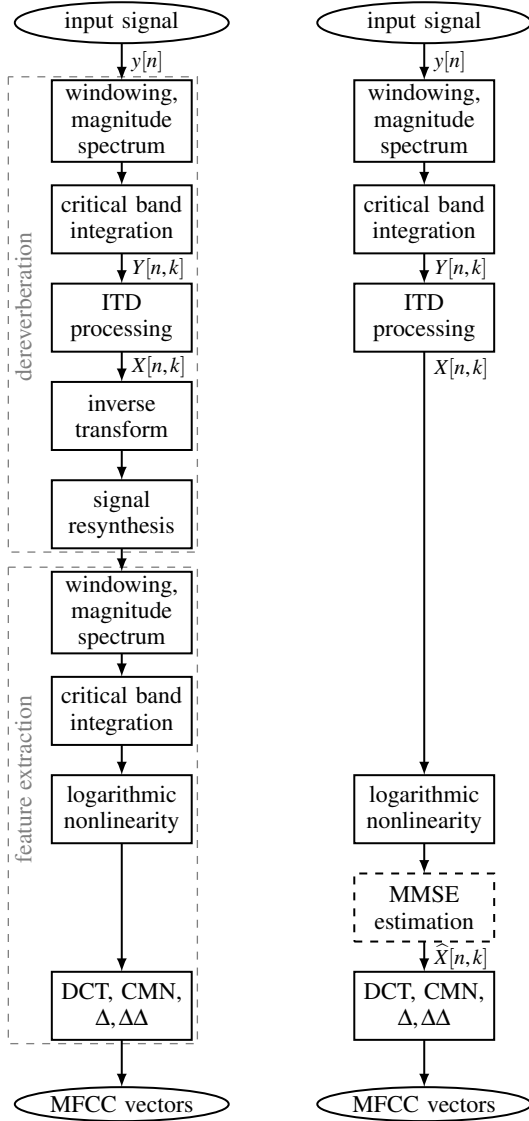 input signal
y[n]
windowing,
magnitude
spectrum
critical band
integration
Y[n,k]
ITD
processing
X[n,k]
inverse
transform
signal
resynthesis
dereverberation
windowing,
magnitude
spectrum
critical band
integration
logarithmic
nonlinearity
DCT, CMN,
Δ,ΔΔ
feature extraction
MFCC vectors
input signal
y[n]
windowing,
magnitude
spectrum
critical band
integration
Y[n,k]
ITD
processing
X[n,k]
logarithmic
nonlinearity
MMSE
estimation
X̂[n,k]
DCT, CMN,
Δ,ΔΔ
MFCC vectors